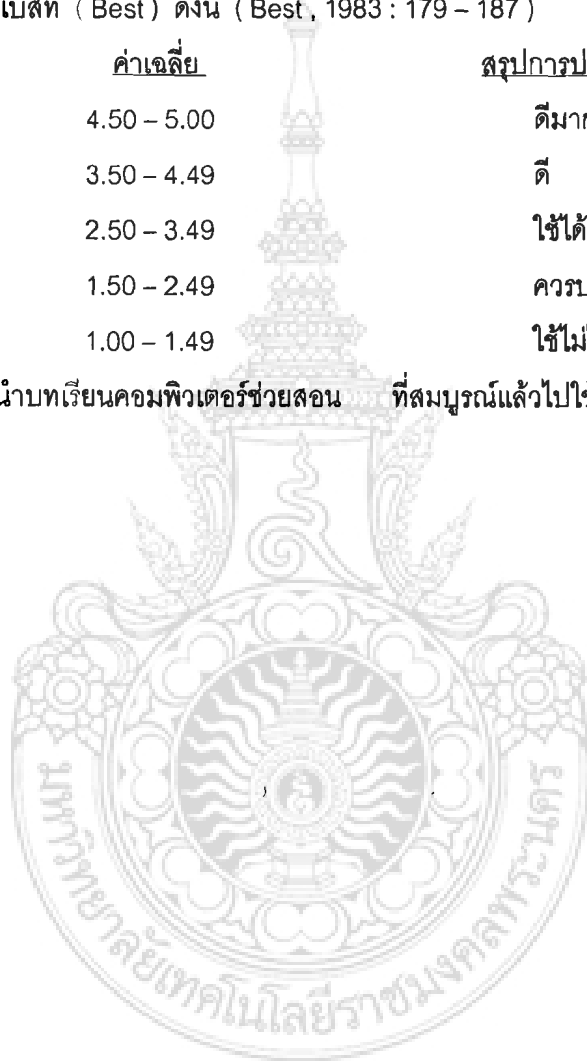 เบสท์ ( Best ) ดังนี้ ( Best , 1983 : 179 – 187 )
ค่าเฉลี่ย สรุปการป
4.50 – 5.00 ดีมาก
3.50 – 4.49 ดี
2.50 – 3.49 ใช้ได้
1.50 – 2.49 ควรป
1.00 – 1.49 ใช้ไม่
นำบทเรียนคอมพิวเตอร์ช่วยสอน ที่สมบูรณ์แล้วไปใช้
มหาวิทยาลัยเทคโนโลยีราชมงคลพระนคร